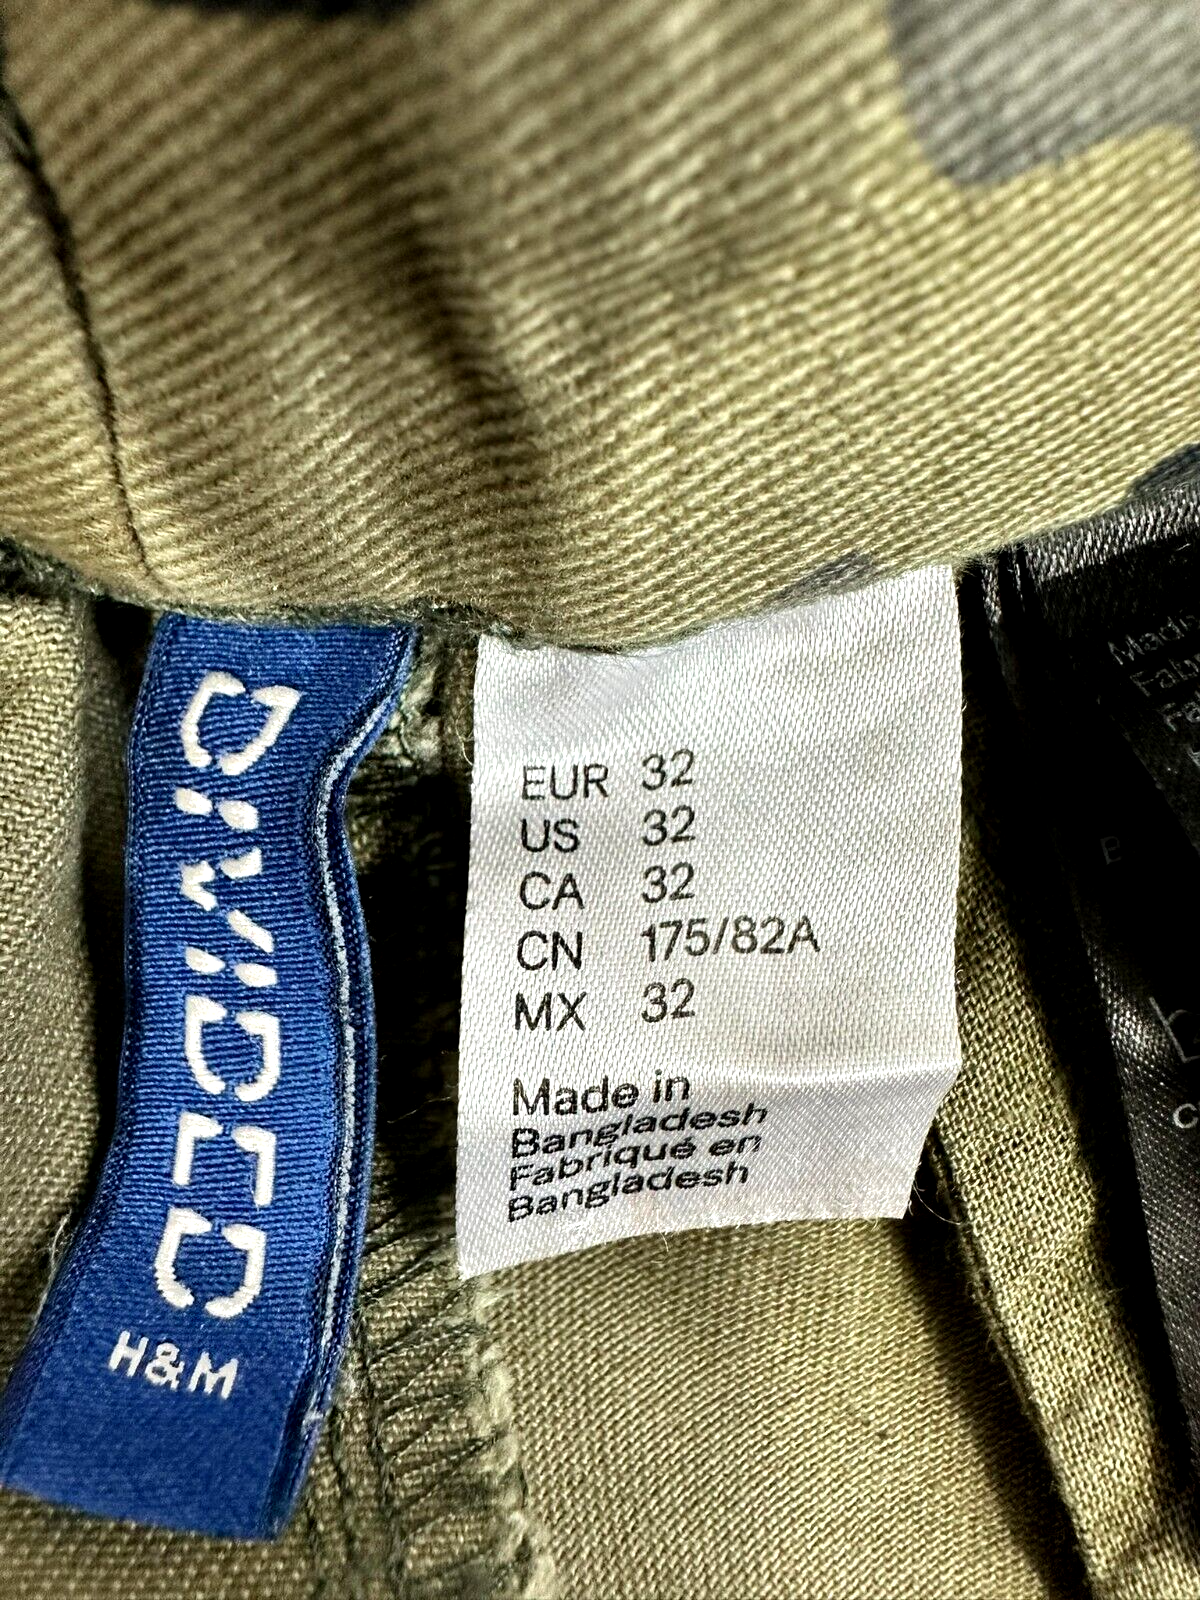 DIVIDED
H&M
EUR 32
US 32
CA 32
CN 175/82A
MX 32
Made in
Bangladesh
Fabriqué en
Bangladesh